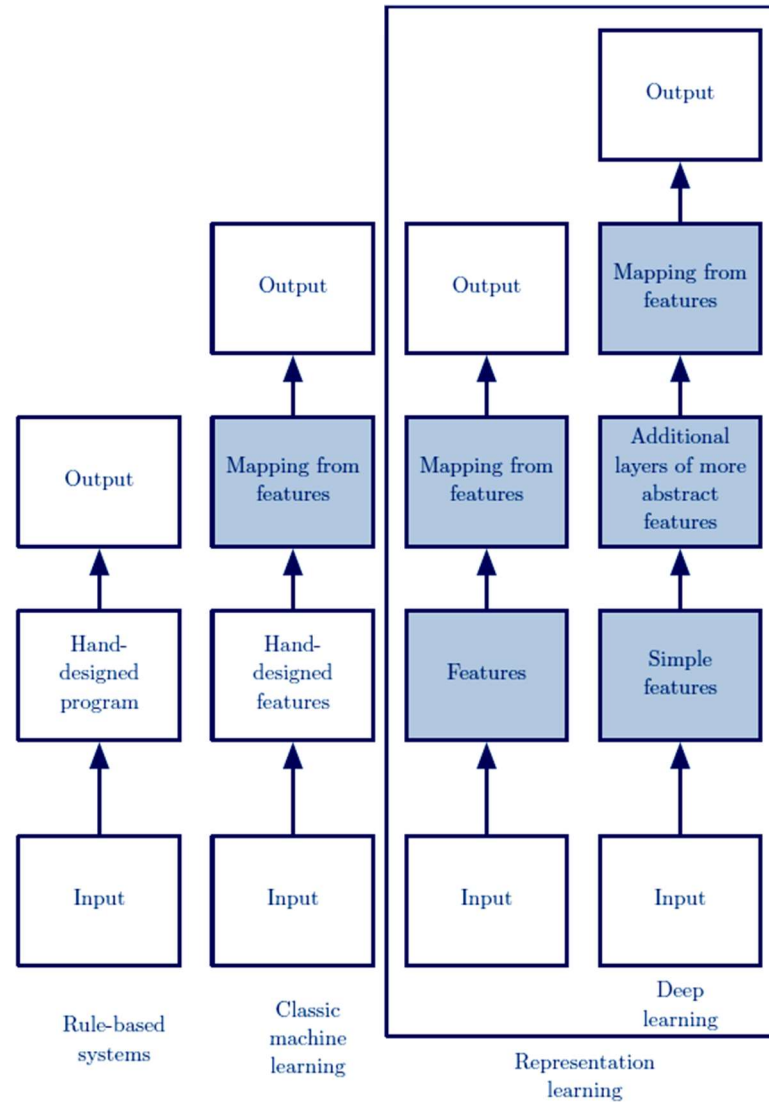 Output
Mapping from
features
Additional
layers of more
abstract
features
Simple
features
Input
Deep
learning
Output
Mapping from
features
Features
Input
Representation
learning
Output
Mapping from
features
Hand-
designed
features
Input
Classic
machine
learning
Output
Hand-
designed
program
Input
Rule-based
systems